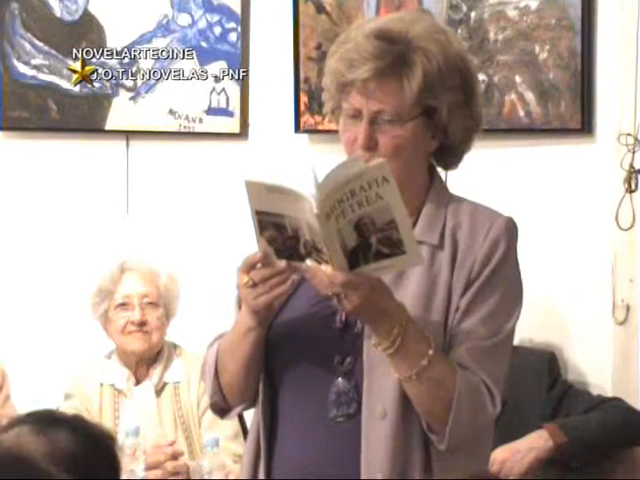 NOVELARTECINE
J.O.T.L NOVELAS - PNF
BIOGRAFIA
PETREA